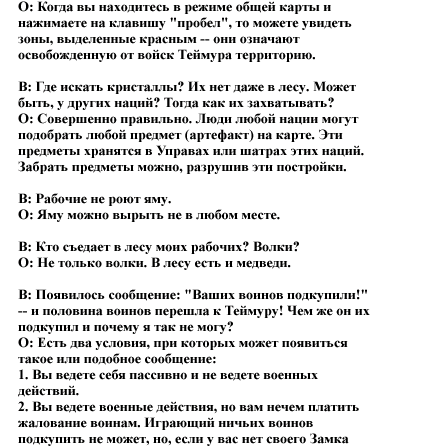 О: Когда вы находитесь в режиме общей карты и
нажимаете на клавишу "пробел", то можете увидеть
зоны, выделенные красным -- они означают
освобожденную от войск Теймура территорию.

В: Где искать кристаллы? Их нет даже в лесу. Может
быть, у других наций? Тогда как их захватывать?
О: Совершенно правильно. Люди любой нации могут
подобрать любой предмет (артефакт) на карте. Эти
предметы хранятся в Управах или шатрах этих наций.
Забрать предметы можно, разрушив эти постройки.

В: Рабочие не роют яму.
О: Яму можно вырыть не в любом месте.

В: Кто съедает в лесу моих рабочих? Волки?
О: Не только волки. В лесу есть и медведи.

В: Появилось сообщение: "Ваших воинов подкупили!"
-- и половина воинов перешла к Теймуру! Чем же он их
подкупил и почему я так не могу?
О: Есть два условия, при которых может появиться
такое или подобное сообщение:
1. Вы ведете себя пассивно и не ведете военных
действий.
2. Вы ведете военные действия, но вам нечем платить
жалование воинам. Играющий ничьих воинов
подкупить не может, но, если у вас нет своего Замка